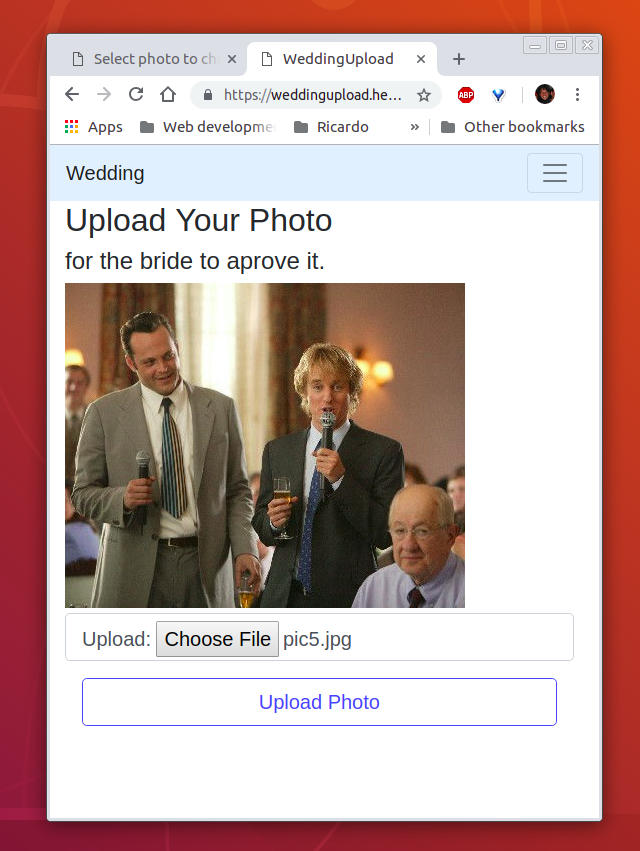 Select photo to ch
WeddingUpload
https://weddingupload.he...
ABP
Apps
Web developme
Ricardo
»
Other bookmarks
Wedding
Upload Your Photo
for the bride to aprove it.
Upload: Choose File pic5.jpg
Upload Photo